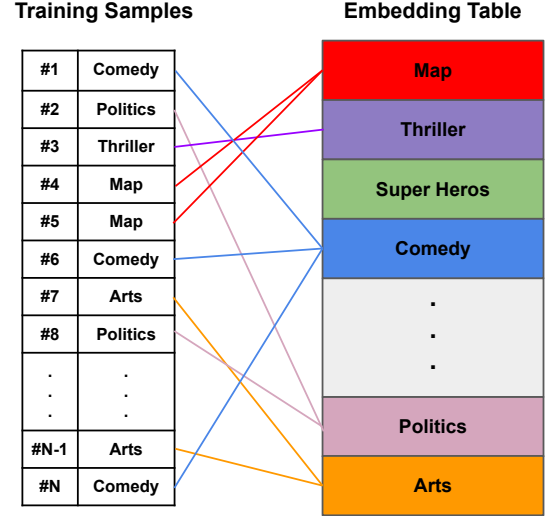 Training Samples
#1 Comedy
#2 Politics
#3 Thriller
#4 Map
#5 Map
#6 Comedy
#7 Arts
#8 Politics
. .
. .
. .
#N-1 Arts
#N Comedy
Embedding Table
Map
Thriller
Super Heros
Comedy
.
.
.
Politics
Arts